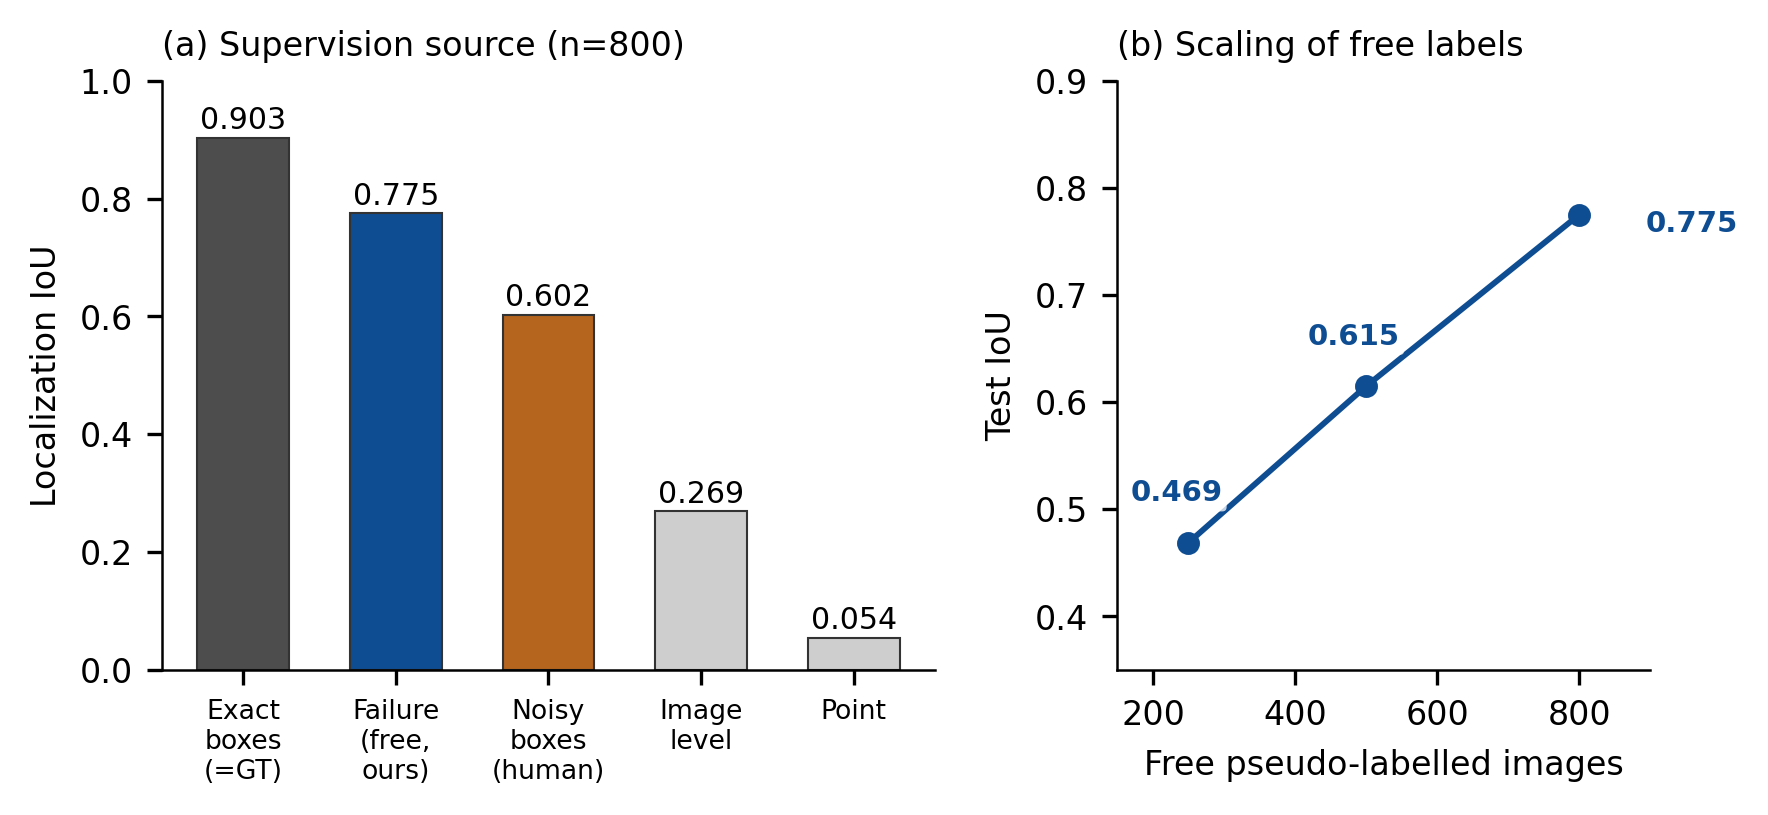 (a) Supervision source (n=800)
Localization IoU
1.0
0.8
0.6
0.4
0.2
0.0
0.903
0.775
0.602
0.269
0.054
Exact
boxes
(=GT)
Failure
(free,
ours)
Noisy
boxes
(human)
Image
level
Point
(b) Scaling of free labels
Test IoU
0.9
0.8
0.7
0.6
0.5
0.4
0.469
0.615
0.775
200 400 600 800
Free pseudo-labelled images